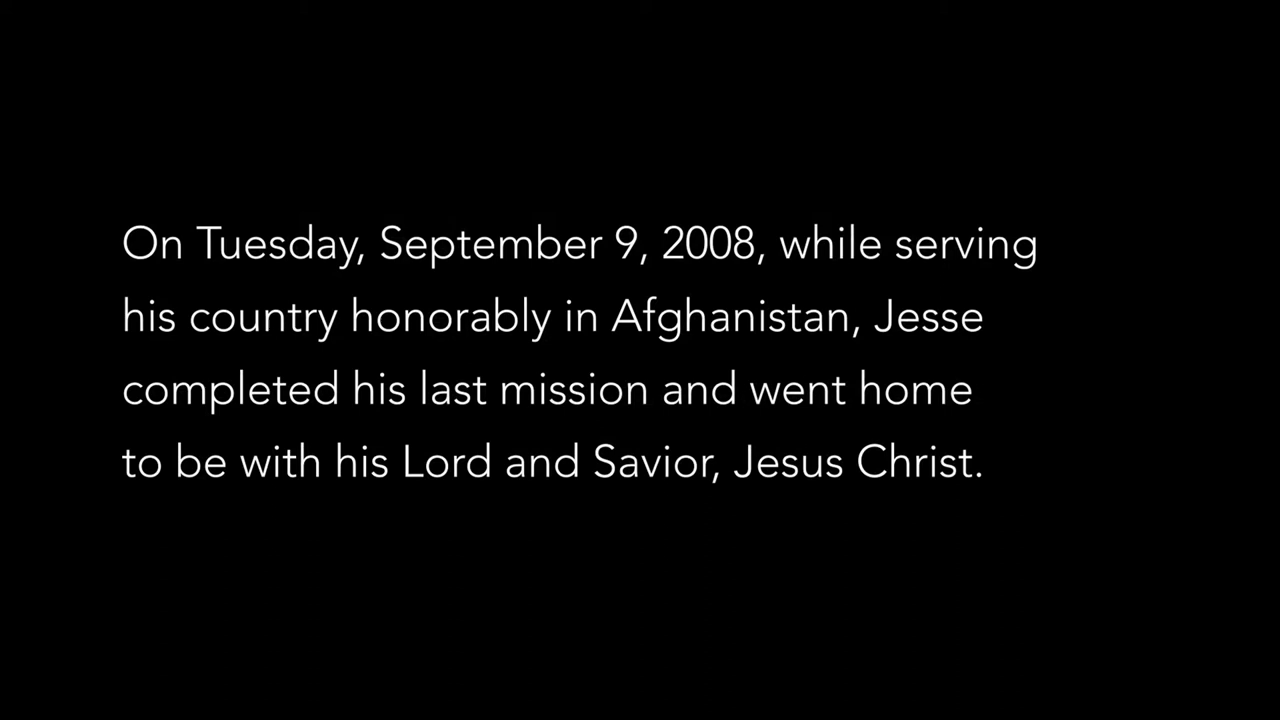 On Tuesday, September 9, 2008, while serving
his country honorably in Afghanistan, Jesse
completed his last mission and went home
to be with his Lord and Savior, Jesus Christ.